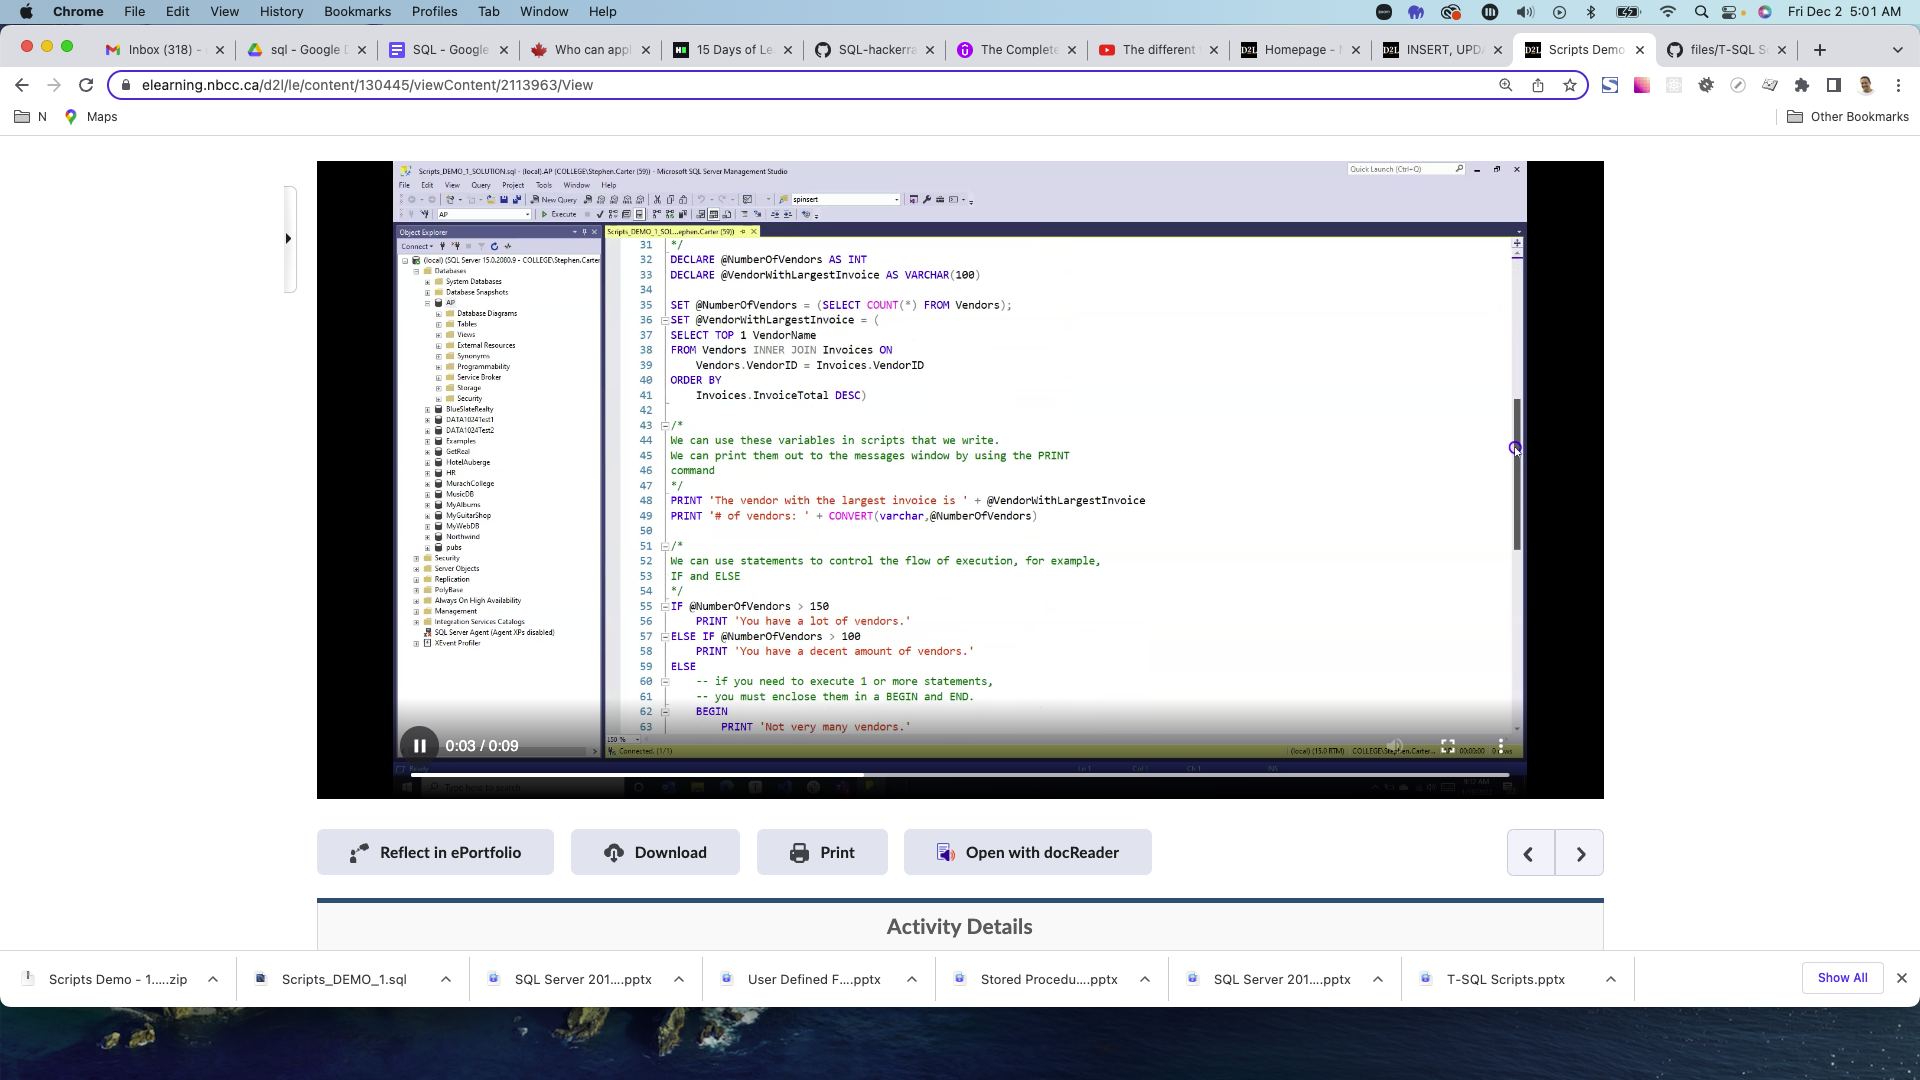 Chrome File Edit View History Bookmarks Profiles Tab Window Help
Fri Dec 2 5:01 AM
Inbox (318) -
sql - Google D
SQL - Google
Who can appl
15 Days of Le
SQL-hackerra
The Complete
The different
Homepage - N
INSERT, UPD
Scripts Demo
files/T-SQL S
elearning.nbcc.ca/d2l/le/content/130445/viewContent/2113963/View
N
Maps
Other Bookmarks
Scripts_DEMO_1_SOLUTION.sql - (local).AP (COLLEGE\Stephen.Carter (59)) - Microsoft SQL Server Management Studio
Quick Launch (Ctrl+Q)
File Edit View Query Project Tools Window Help
New Query
spinsert
AP
Execute
Object Explorer
Connect
(local) (SQL Server 15.0.2080.9 - COLLEGE\Stephen.Carter
Databases
System Databases
Database Snapshots
AP
Database Diagrams
Tables
Views
External Resources
Synonyms
Programmability
Service Broker
Storage
Security
BlueSlateRealty
DATA1024Test1
DATA1024Test2
Examples
GetReal
HotelAuberge
HR
MurachCollege
MusicDB
MyAlbums
MyGuitarShop
MyWebDB
Northwind
pubs
Security
Server Objects
Replication
PolyBase
Always On High Availability
Management
Integration Services Catalogs
SQL Server Agent (Agent XPs disabled)
XEvent Profiler
Scripts_DEMO_1_SOL...ephen.Carter (59))
31 */
32 DECLARE @NumberOfVendors AS INT
33 DECLARE @VendorWithLargestInvoice AS VARCHAR(100)
34
35 SET @NumberOfVendors = (SELECT COUNT(*) FROM Vendors);
36 SET @VendorWithLargestInvoice = (
37 SELECT TOP 1 VendorName
38 FROM Vendors INNER JOIN Invoices ON
39 Vendors.VendorID = Invoices.VendorID
40 ORDER BY
41 Invoices.InvoiceTotal DESC)
42
43 /*
44 We can use these variables in scripts that we write.
45 We can print them out to the messages window by using the PRINT
46 command
47 */
48 PRINT 'The vendor with the largest invoice is ' + @VendorWithLargestInvoice
49 PRINT '# of vendors: ' + CONVERT(varchar,@NumberOfVendors)
50
51 /*
52 We can use statements to control the flow of execution, for example,
53 IF and ELSE
54 */
55 IF @NumberOfVendors > 150
56 PRINT 'You have a lot of vendors.'
57 ELSE IF @NumberOfVendors > 100
58 PRINT 'You have a decent amount of vendors.'
59 ELSE
60 -- if you need to execute 1 or more statements,
61 -- you must enclose them in a BEGIN and END.
62 BEGIN
63 PRINT 'Not very many vendors.'
150 %
Connected. (1/1)
(local) (15.0 RTM) COLLEGE\Stephen.Carter... AP 00:00:00
Ready
Ln 1 Col 1 Ch 1 INS
Type here to search
0:03 / 0:09
Reflect in ePortfolio
Download
Print
Open with docReader
Activity Details
Scripts Demo - 1.....zip
Scripts_DEMO_1.sql
SQL Server 201....pptx
User Defined F....pptx
Stored Procedu....pptx
SQL Server 201....pptx
T-SQL Scripts.pptx
Show All